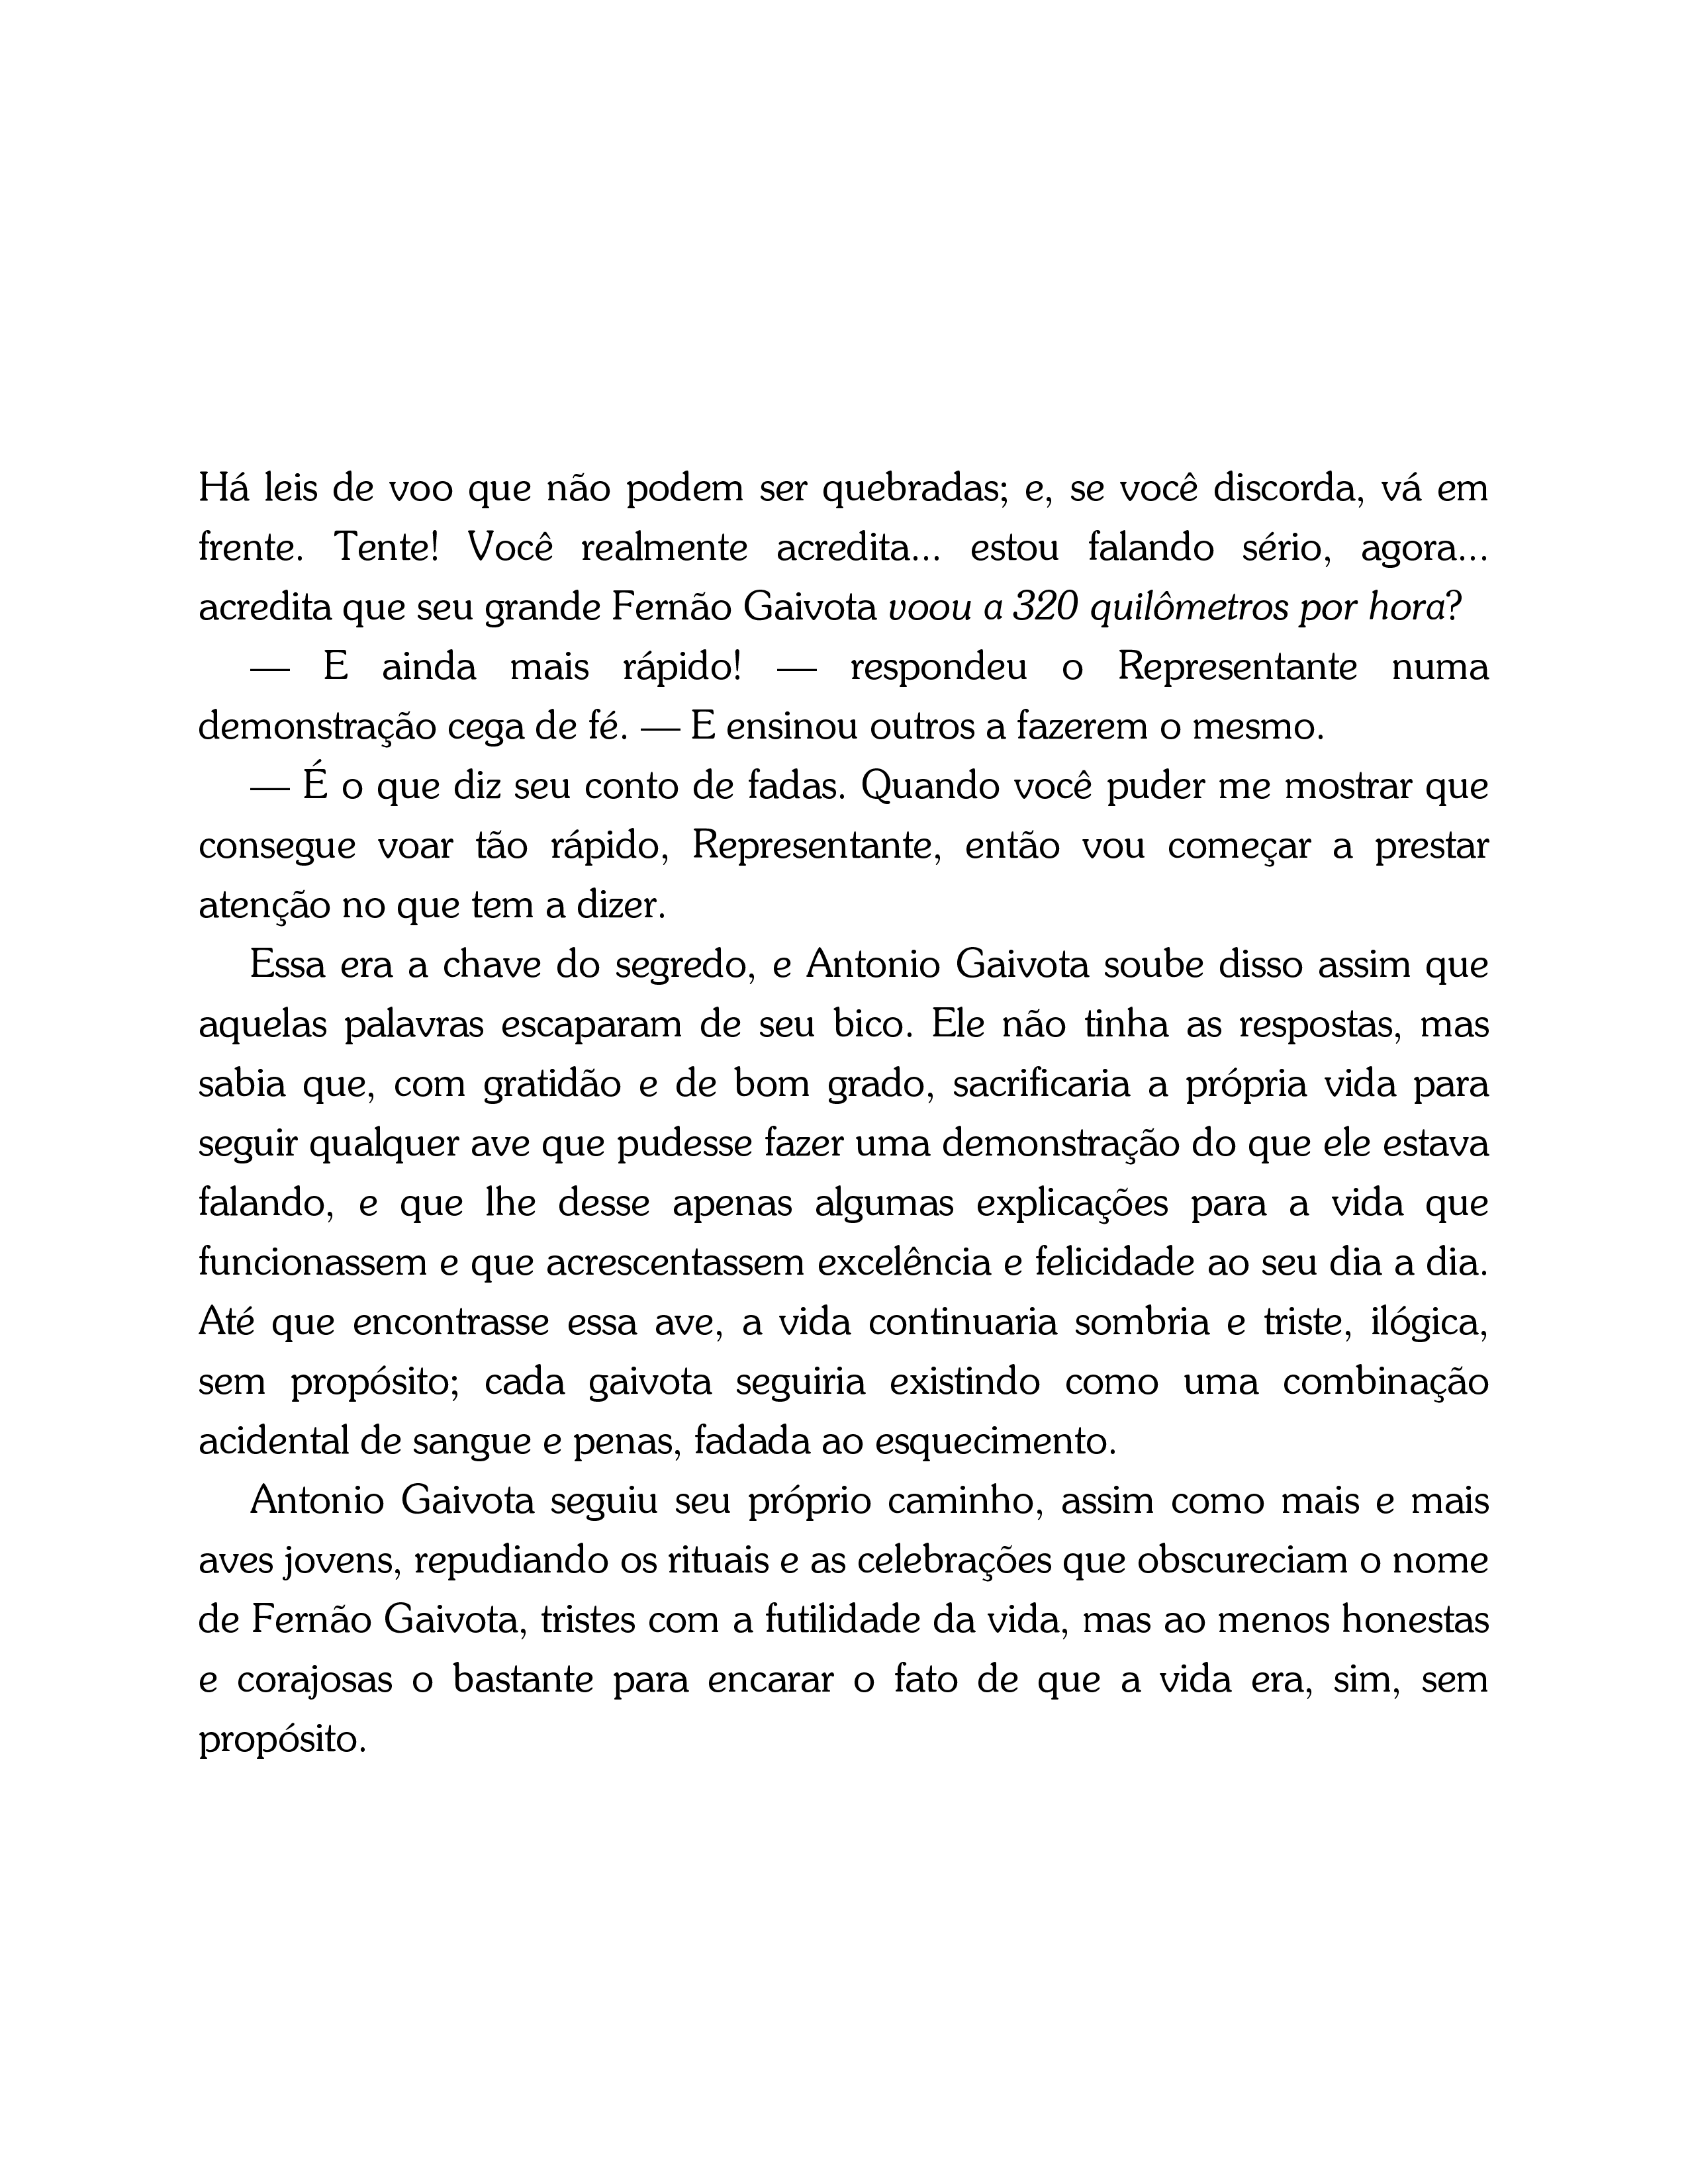 Há leis de voo que não podem ser quebradas; e, se você discorda, vá em
frente. Tente! Você realmente acredita... estou falando sério, agora...
acredita que seu grande Fernão Gaivota voou a 320 quilômetros por hora?
— E ainda mais rápido! — respondeu o Representante numa
demonstração cega de fé. — E ensinou outros a fazerem o mesmo.
— É o que diz seu conto de fadas. Quando você puder me mostrar que
consegue voar tão rápido, Representante, então vou começar a prestar
atenção no que tem a dizer.
Essa era a chave do segredo, e Antonio Gaivota soube disso assim que
aquelas palavras escaparam de seu bico. Ele não tinha as respostas, mas
sabia que, com gratidão e de bom grado, sacrificaria a própria vida para
seguir qualquer ave que pudesse fazer uma demonstração do que ele estava
falando, e que lhe desse apenas algumas explicações para a vida que
funcionassem e que acrescentassem excelência e felicidade ao seu dia a dia.
Até que encontrasse essa ave, a vida continuaria sombria e triste, ilógica,
sem propósito; cada gaivota seguiria existindo como uma combinação
acidental de sangue e penas, fadada ao esquecimento.
Antonio Gaivota seguiu seu próprio caminho, assim como mais e mais
aves jovens, repudiando os rituais e as celebrações que obscureciam o nome
de Fernão Gaivota, tristes com a futilidade da vida, mas ao menos honestas
e corajosas o bastante para encarar o fato de que a vida era, sim, sem
propósito.